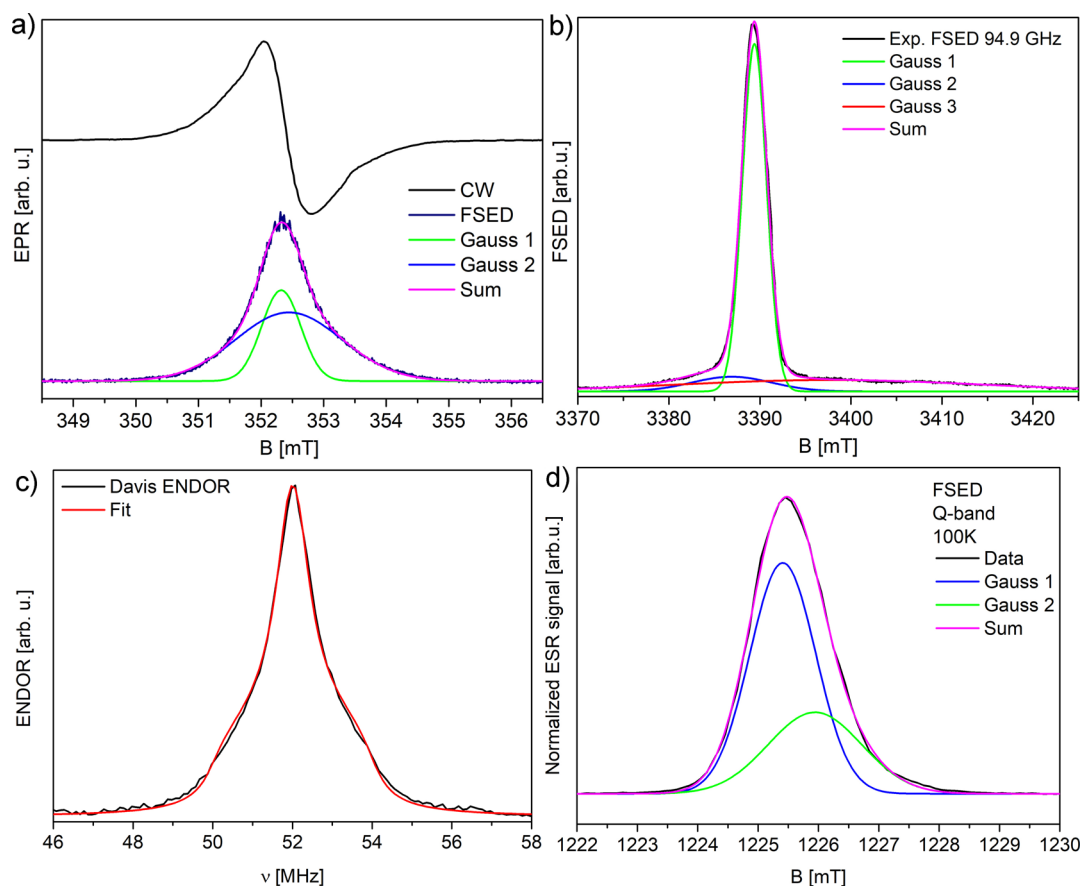 a)
EPR [arb. u.]
CW
FSED
Gauss 1
Gauss 2
Sum
349 350 351 352 353 354 355 356
B [mT]
b)
FSED [arb.u.]
Exp. FSED 94.9 GHz
Gauss 1
Gauss 2
Gauss 3
Sum
3370 3380 3390 3400 3410 3420
B [mT]
c)
ENDOR [arb. u.]
Davis ENDOR
Fit
46 48 50 52 54 56 58
ν [MHz]
d)
Normalized ESR signal [arb.u.]
FSED
Q-band
100K
Data
Gauss 1
Gauss 2
Sum
1222 1223 1224 1225 1226 1227 1228 1229 1230
B [mT]